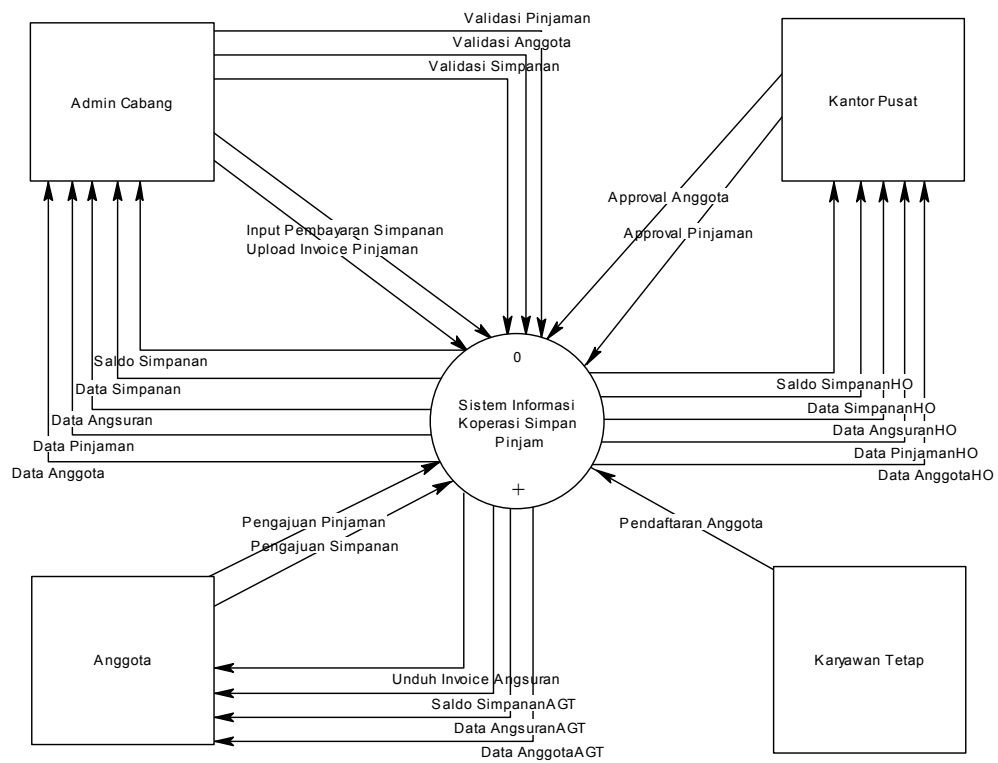 Validasi Pinjaman
Validasi Anggota
Validasi Simpanan
Admin Cabang
Kantor Pusat
Approval Anggota
Approval Pinjaman
Input Pembayaran Simpanan
Upload Invoice Pinjaman
0
Sistem Informasi
Koperasi Simpan
Pinjam
+
Saldo Simpanan
Data Simpanan
Data Angsuran
Data Pinjaman
Data Anggota
Saldo SimpananHO
Data SimpananHO
Data AngsuranHO
Data PinjamanHO
Data AnggotaHO
Pengajuan Pinjaman
Pengajuan Simpanan
Pendaftaran Anggota
Anggota
Karyawan Tetap
Unduh Invoice Angsuran
Saldo SimpananAGT
Data AngsuranAGT
Data AnggotaAGT